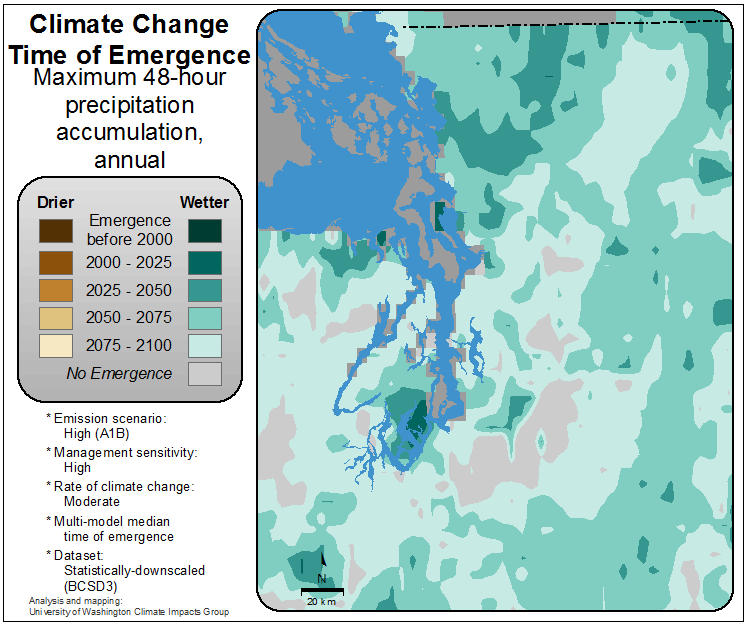 Climate Change
Time of Emergence
Maximum 48-hour
precipitation
accumulation,
annual
Drier
Wetter
Emergence
before 2000
2000 - 2025
2025 - 2050
2050 - 2075
2075 - 2100
No Emergence
* Emission scenario:
High (A1B)
* Management sensitivity:
High
* Rate of climate change:
Moderate
* Multi-model median
time of emergence
* Dataset:
Statistically-downscaled
(BCSD3)
Analysis and mapping:
University of Washington Climate Impacts Group
N
20 km